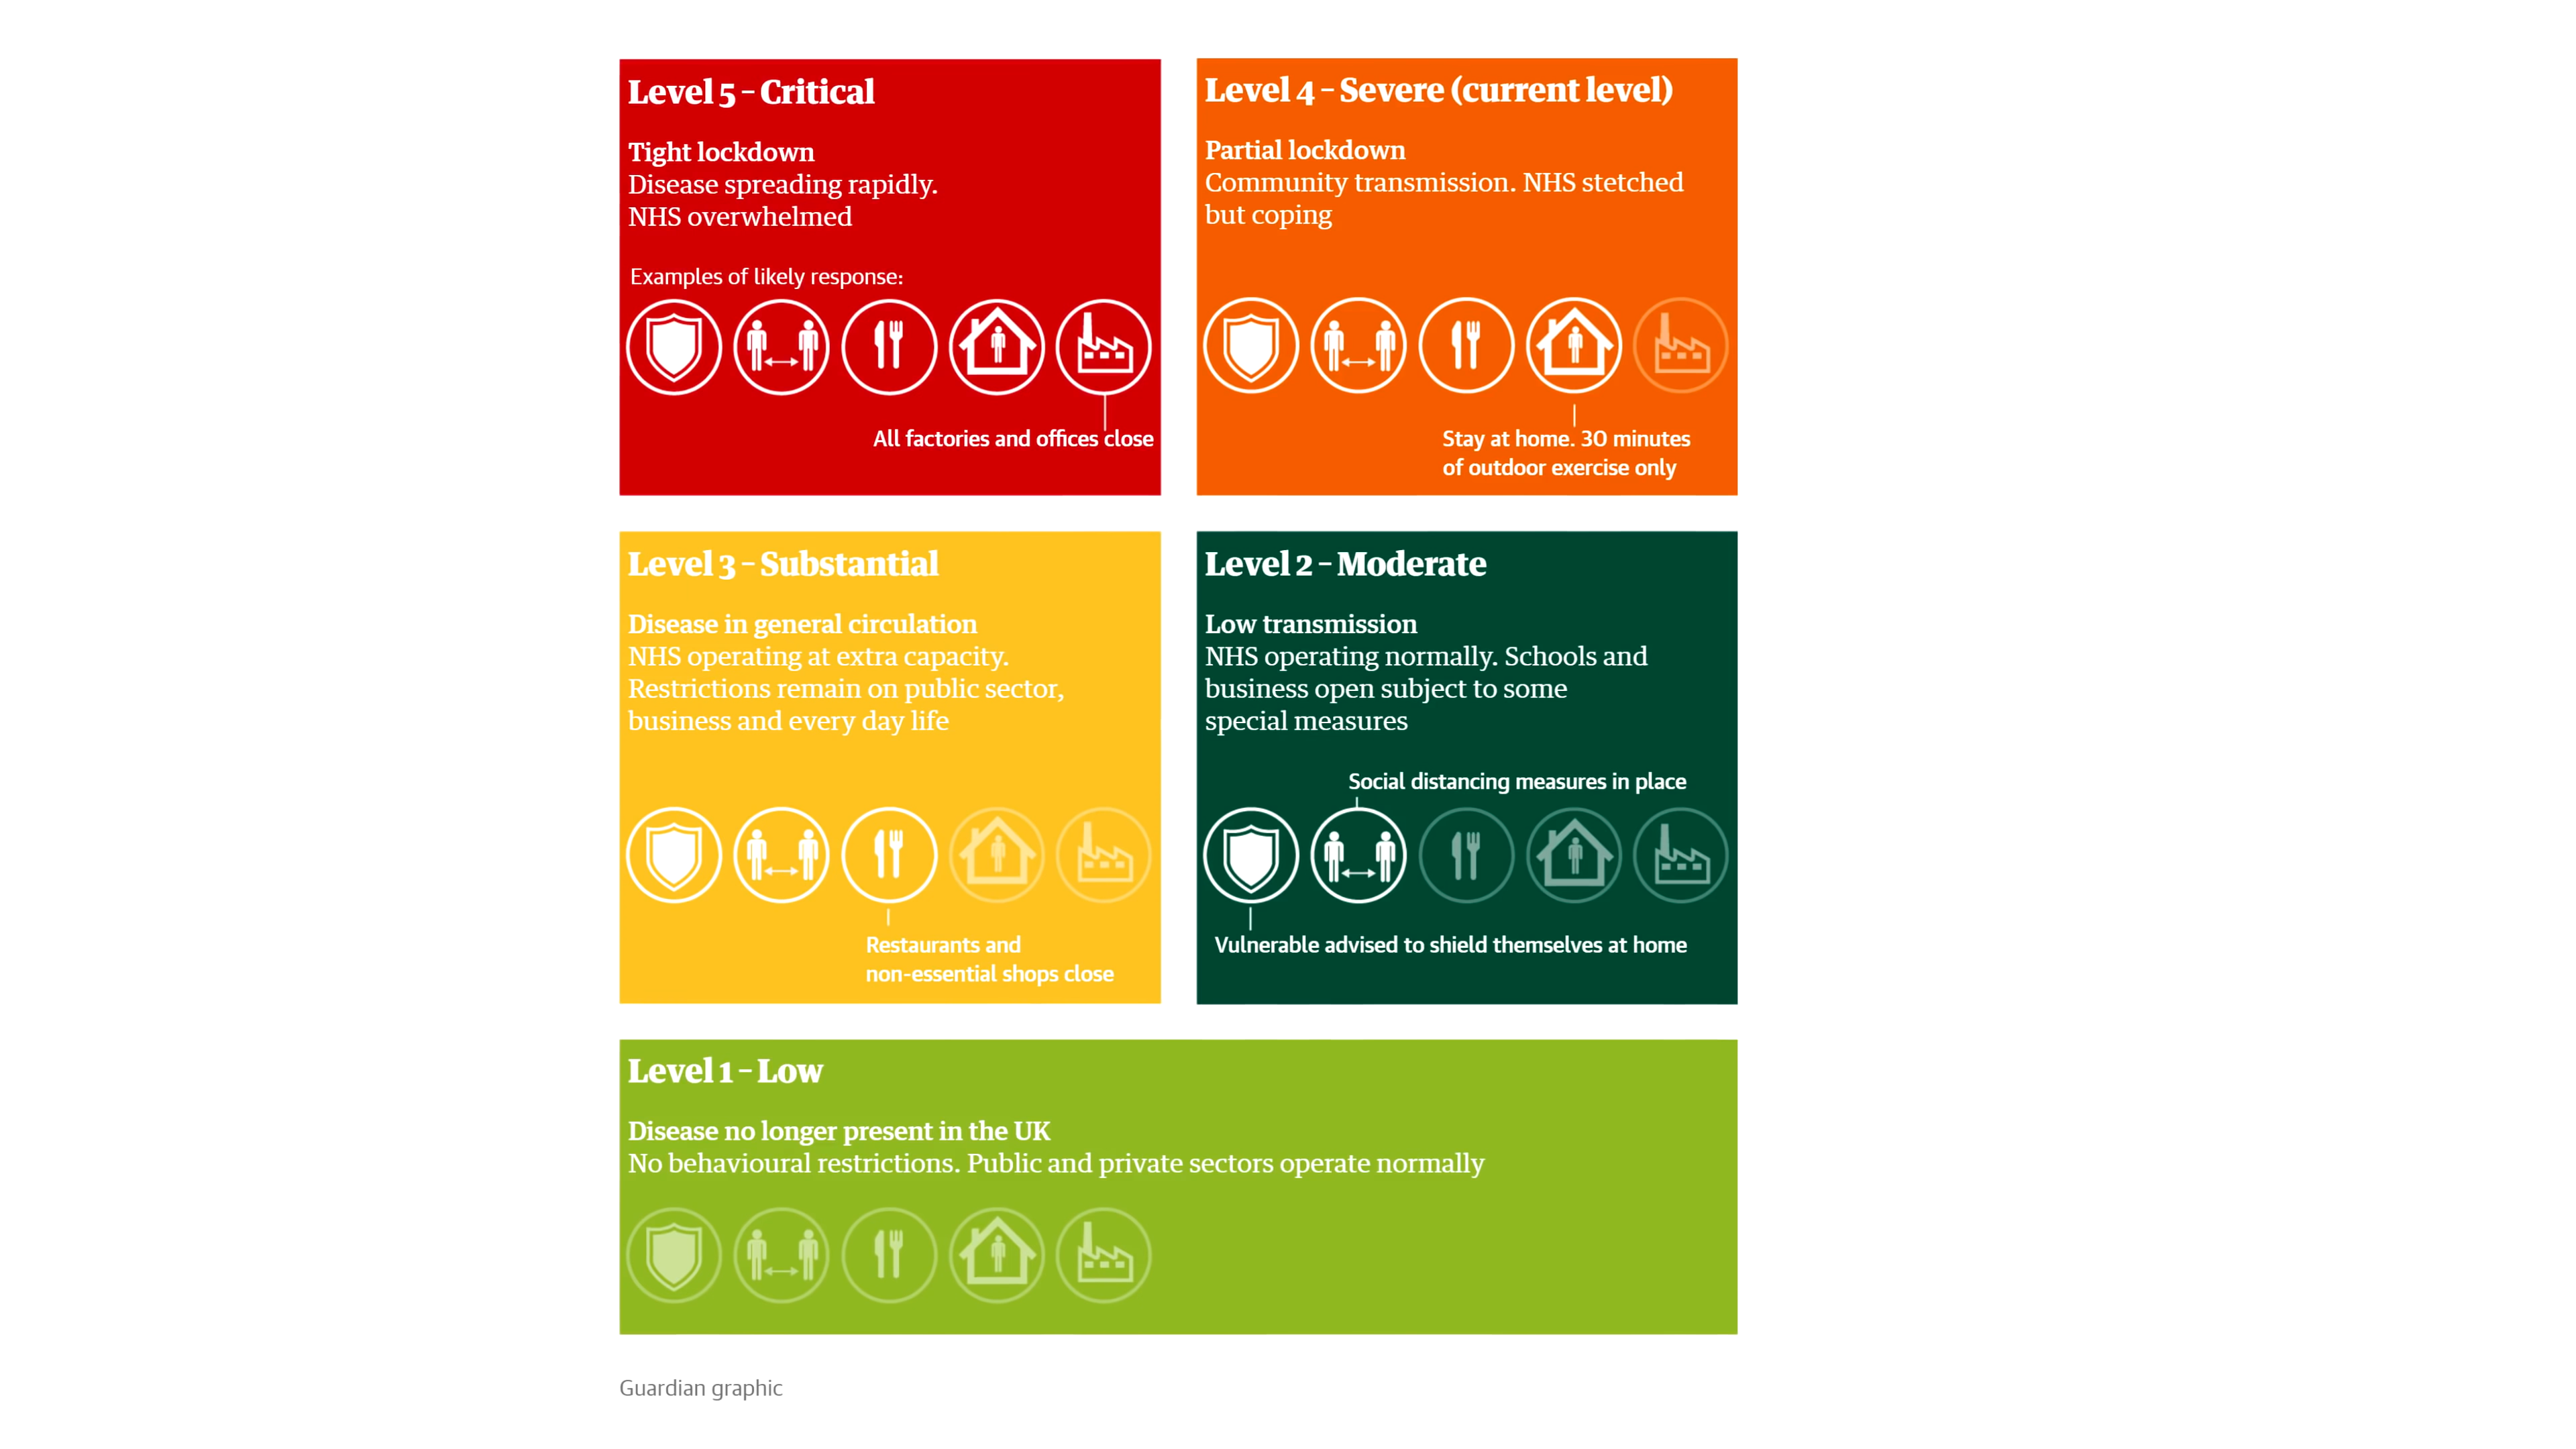 Level 5 – Critical
Tight lockdown
Disease spreading rapidly.
NHS overwhelmed
Examples of likely response:
All factories and offices close
Level 4 – Severe (current level)
Partial lockdown
Community transmission. NHS stetched
but coping
Stay at home. 30 minutes
of outdoor exercise only
Level 3 – Substantial
Disease in general circulation
NHS operating at extra capacity.
Restrictions remain on public sector,
business and every day life
Restaurants and
non-essential shops close
Level 2 – Moderate
Low transmission
NHS operating normally. Schools and
business open subject to some
special measures
Social distancing measures in place
Vulnerable advised to shield themselves at home
Level 1 – Low
Disease no longer present in the UK
No behavioural restrictions. Public and private sectors operate normally
Guardian graphic